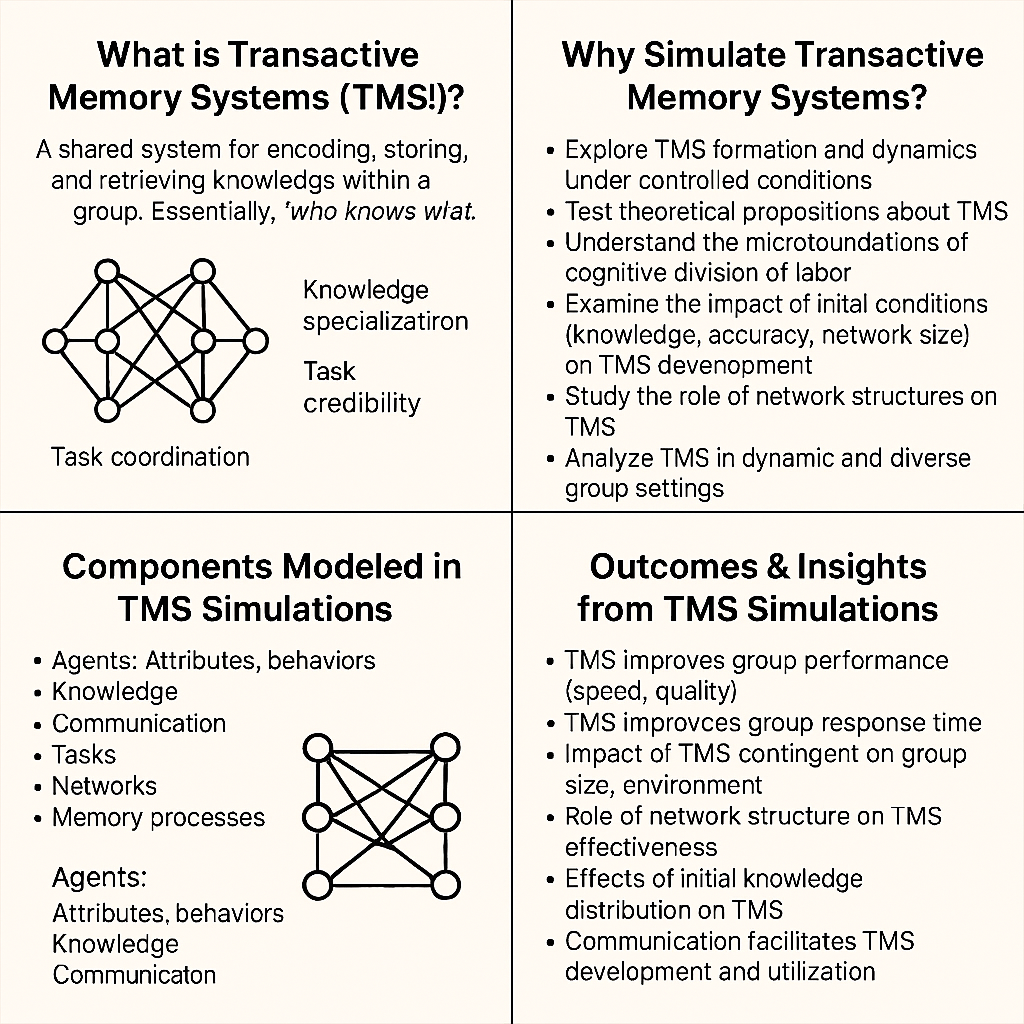 What is Transactive
Memory Systems (TMS!)?
A shared system for encoding, storing,
and retrieving knowledgs within a
group. Essentially, 'who knows włat.
Knowledge
specializatiron
Task
credibility
Task coordination
Why Simulate Transactive
Memory Systems?
• Explore TMS formation and dynamics
Under controlled conditions
• Test theoretical propositions about TMS
• Understand the microtoundations of
cognitive division of labor
• Examine the impact of inital conditions
(knowledge, accuracy, network size)
on TMS devenopment
• Study the role of network structures on
TMS
• Analyze TMS in dynamic and diverse
group settings
Components Modeled in
TMS Simulations
• Agents: Attributes, behaviors
• Knowledge
• Communication
• Tasks
• Networks
• Memory processes
Agents:
Attributes, behaviors
Knowledge
Communicaton
Outcomes & Insights
from TMS Simulations
• TMS improves group performance
(speed, quality)
• TMS improvces group response time
• Impact of TMS contingent on group
size, environment
• Role of network structure on TMS
effectiveness
• Effects of initial knowledge
distribution on TMS
• Communication facilitates TMS
development and utilization